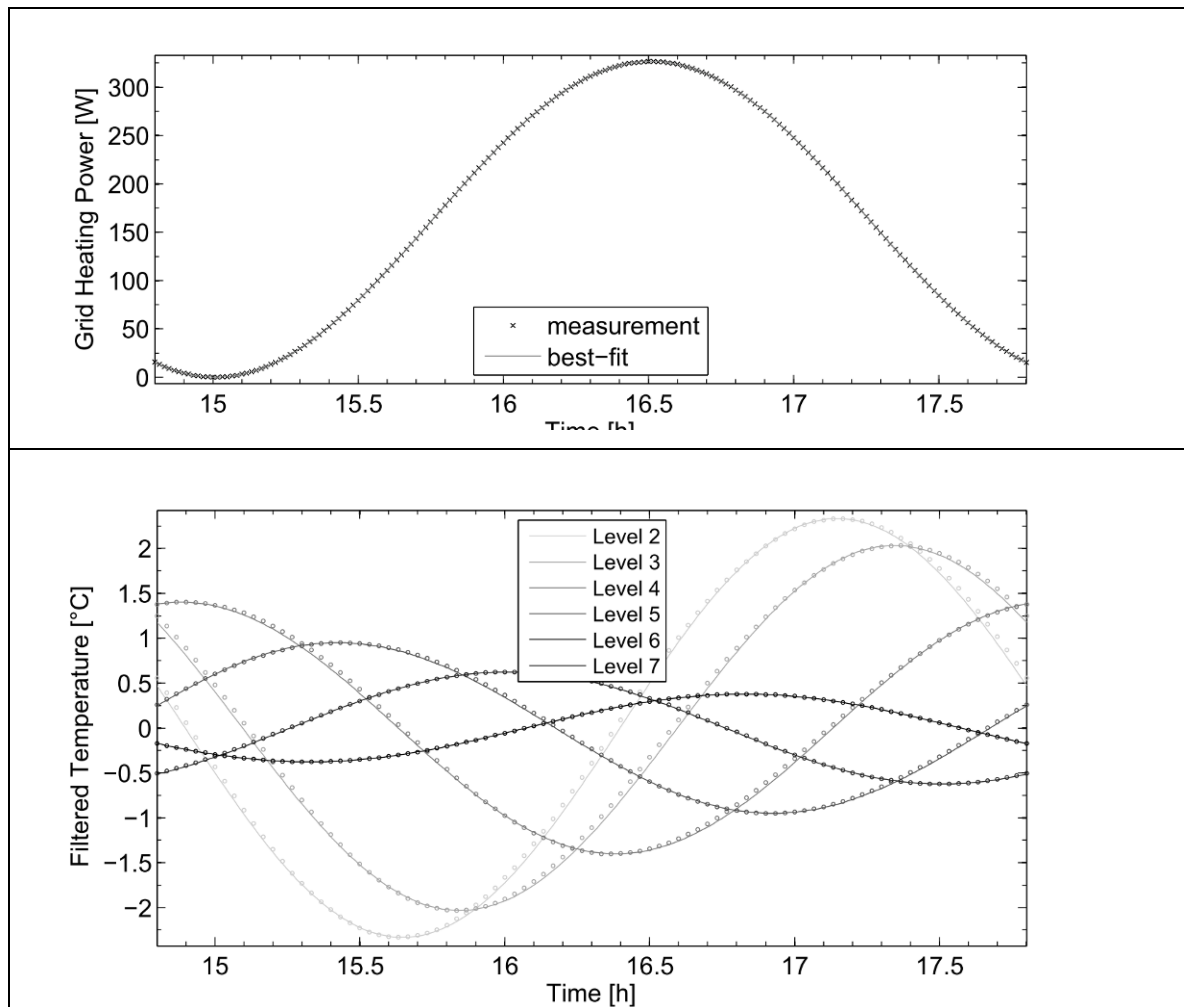 Grid Heating Power [W]
300
250
200
150
100
50
0
measurement
best-fit
15 15.5 16 16.5 17 17.5
Time [h]
Filtered Temperature [°C]
2
1.5
1
0.5
0
−0.5
−1
−1.5
−2
Level 2
Level 3
Level 4
Level 5
Level 6
Level 7
15 15.5 16 16.5 17 17.5
Time [h]